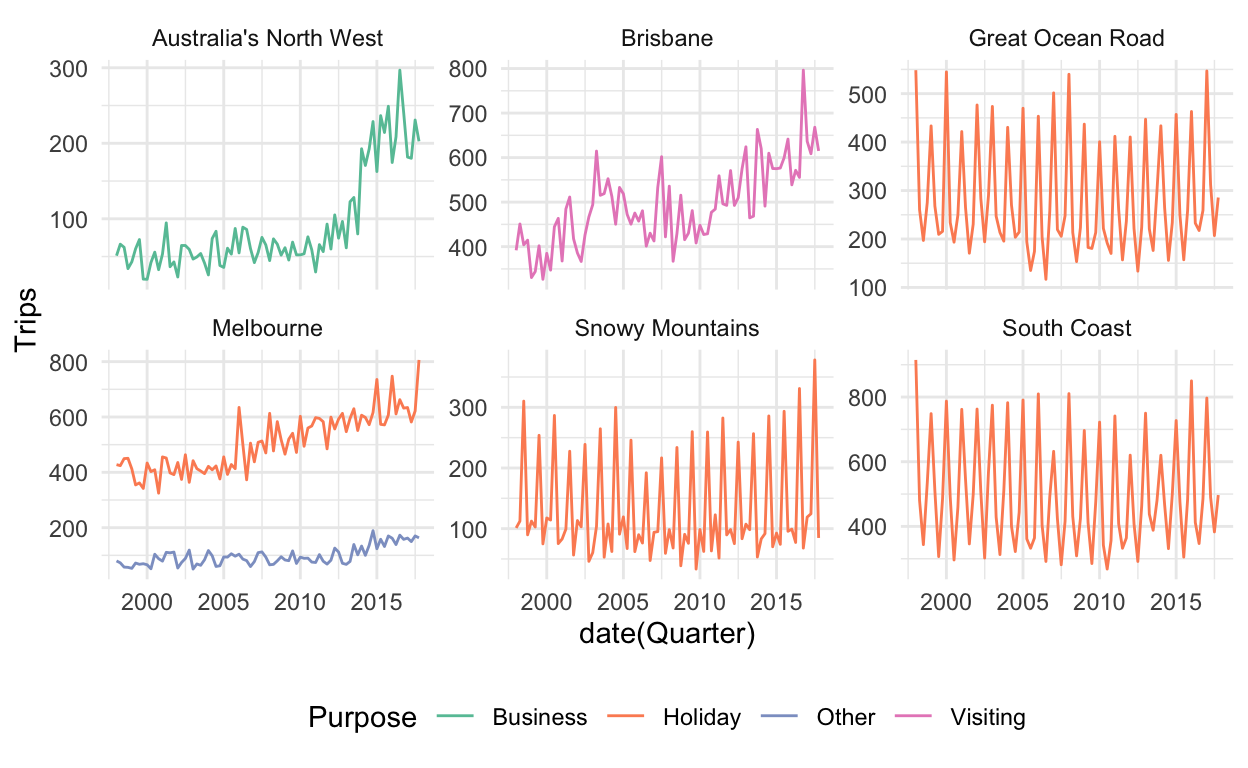 Australia's North West
Brisbane
Great Ocean Road
300
200
100
800
700
600
500
400
500
400
300
200
100
Trips
Melbourne
Snowy Mountains
South Coast
800
600
400
200
300
200
100
800
600
400
2000 2005 2010 2015
2000 2005 2010 2015
2000 2005 2010 2015
date(Quarter)
Purpose Business Holiday Other Visiting